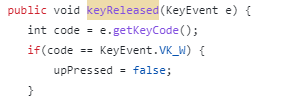 public void keyReleased(KeyEvent e) {
int code = e.getKeyCode();
if(code == KeyEvent.VK_W) {
upPressed = false;
}